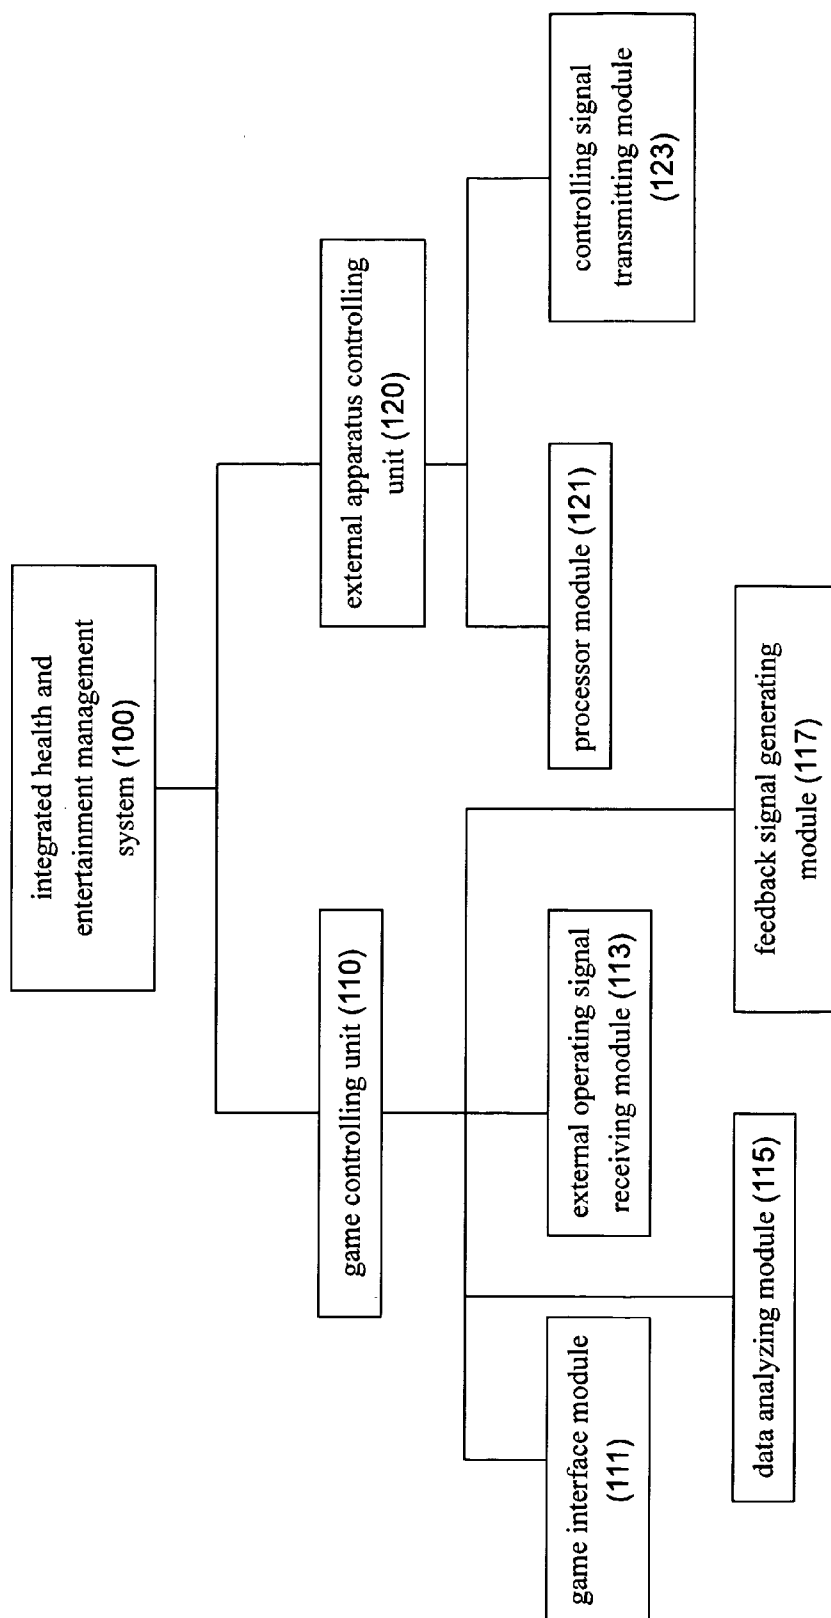 integrated health and
entertainment management
system (100)
game controlling unit (110)
external apparatus controlling
unit (120)
game interface module
(111)
external operating signal
receiving module (113)
processor module (121)
controlling signal
transmitting module
(123)
data analyzing module (115)
feedback signal generating
module (117)